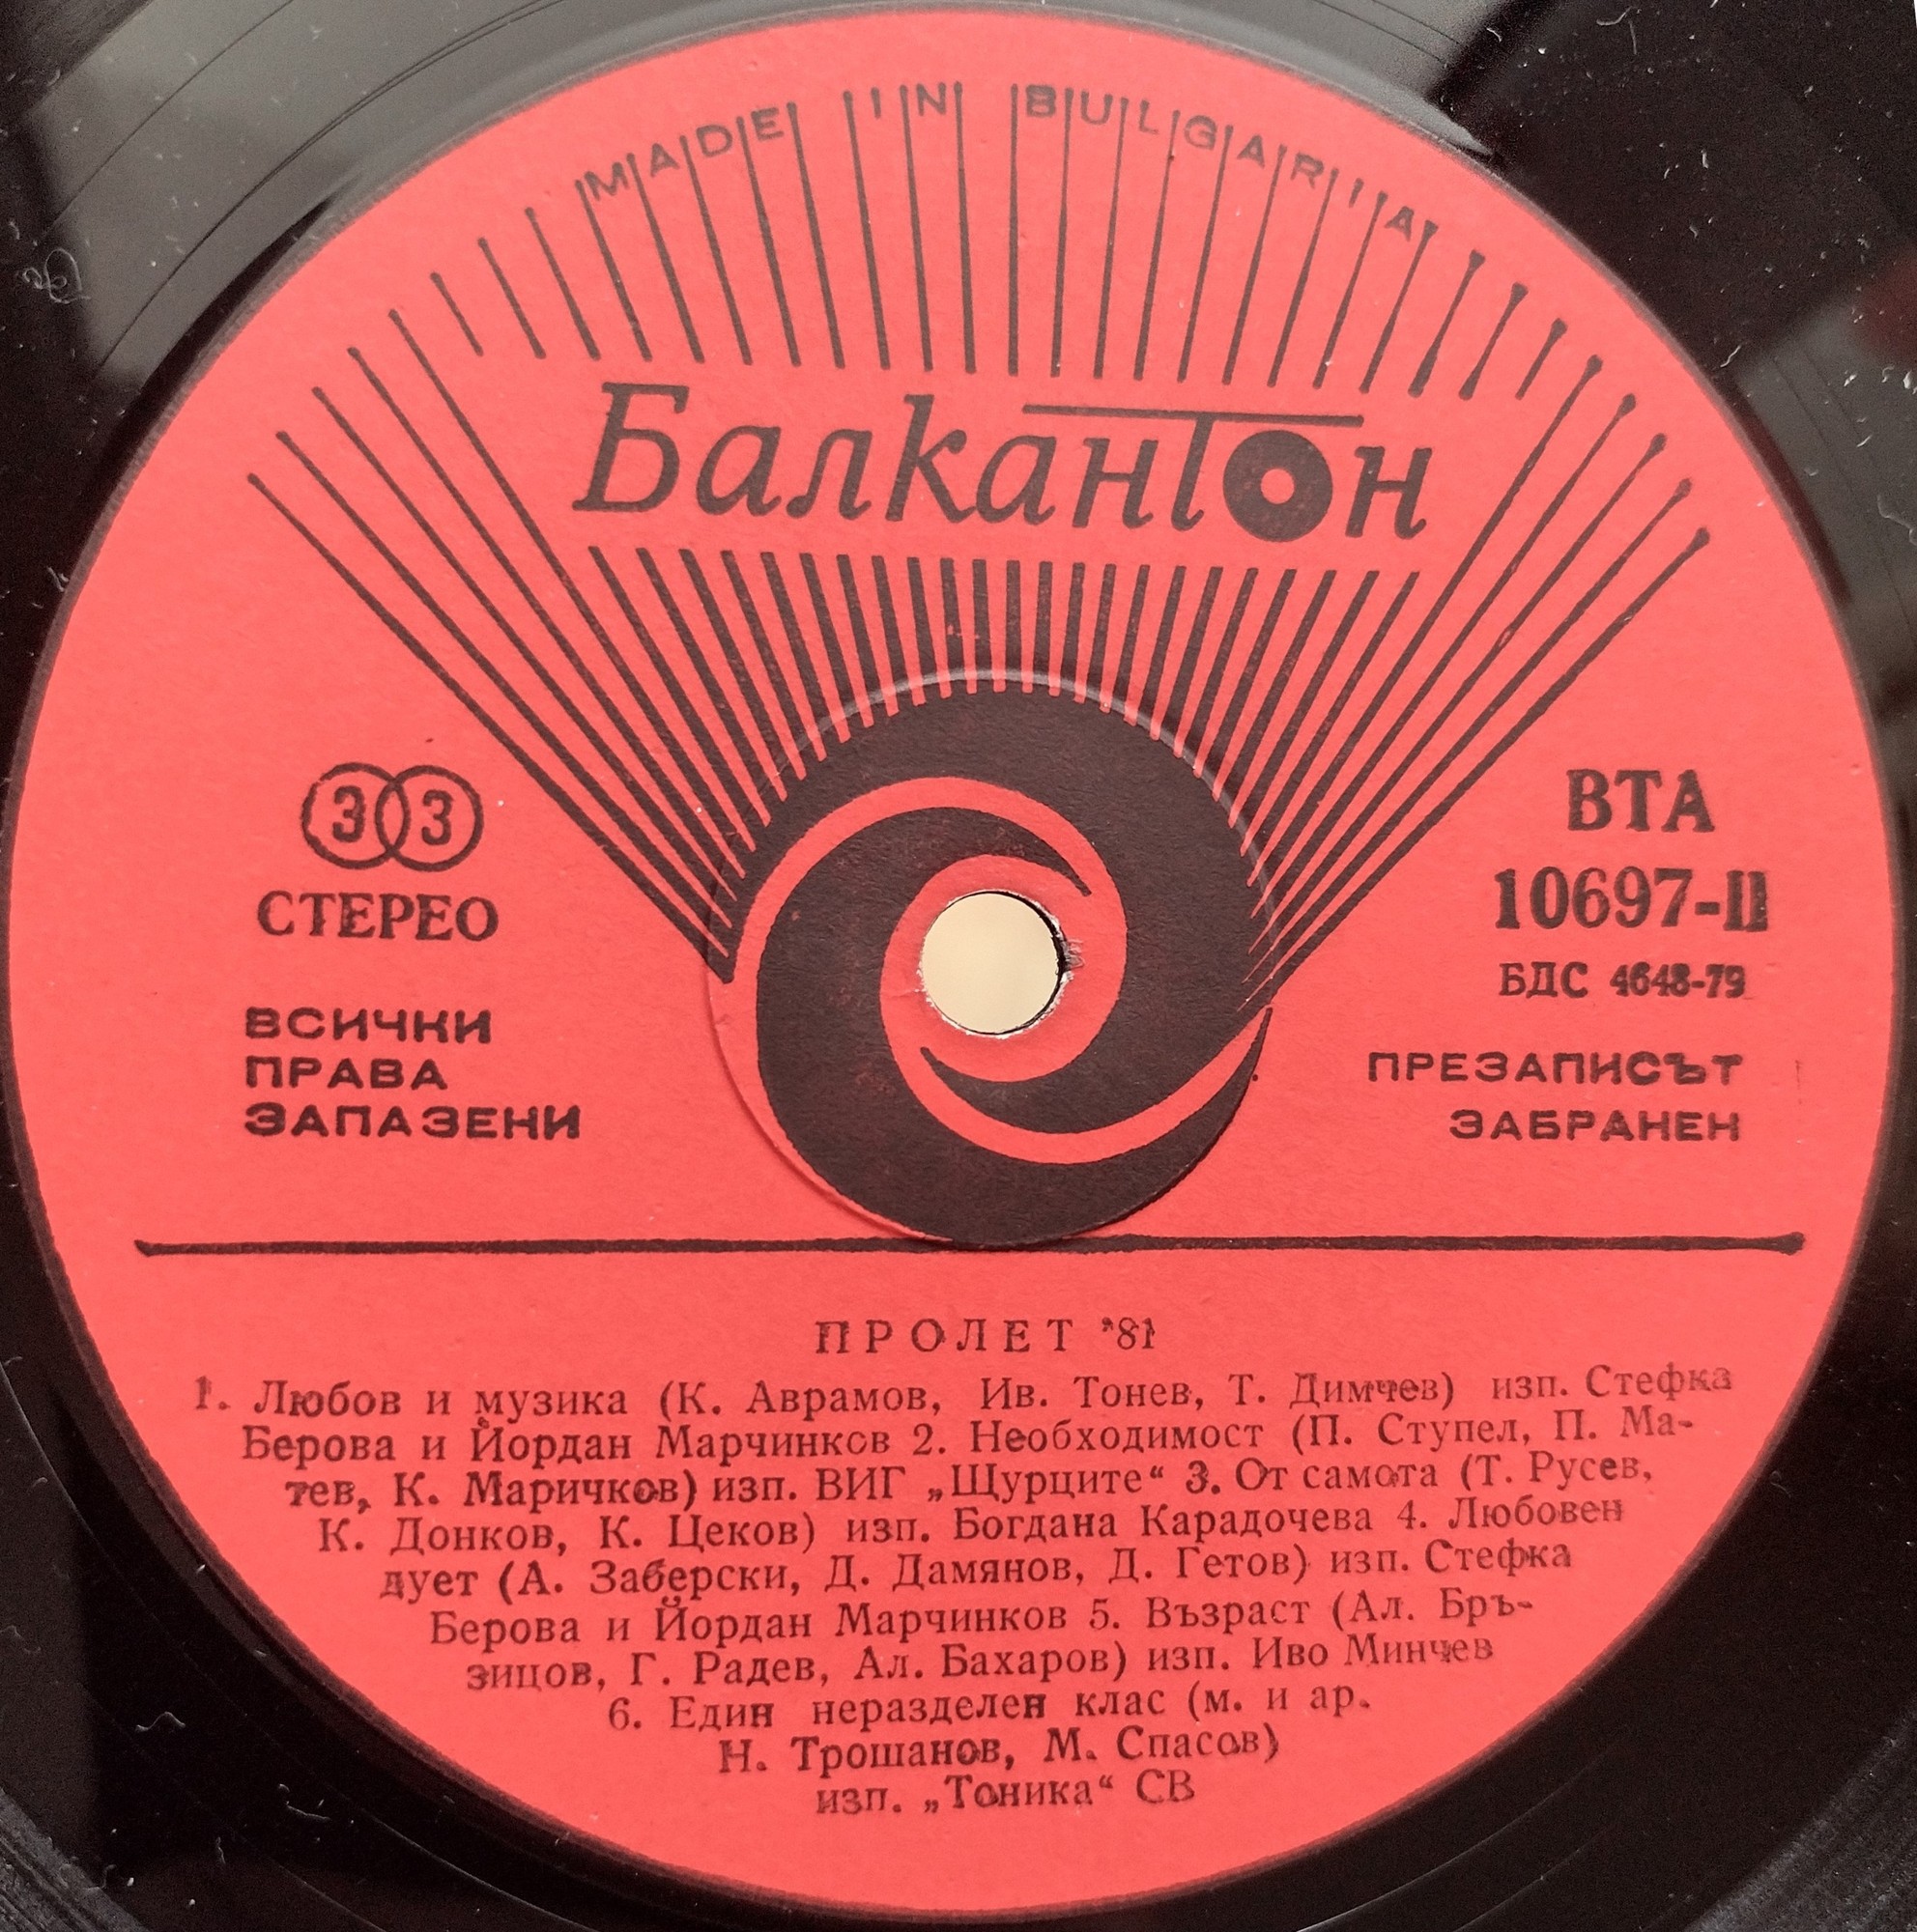 MADE IN BULGARIA
Балкантон
33
СТЕРЕО
ВСИЧКИ
ПРАВА
ЗАПАЗЕНИ
ВТА
10697-II
БДС 4648-79
ПРЕЗАПИСЪТ
ЗАБРАНЕН
ПРОЛЕТ '81
1. Любов и музика (К. Аврамов, Ив. Тонев, Т. Димчев) изп. Стефка
Берова и Йордан Марчинков 2. Необходимост (П. Ступел, П. Ма-
тев, К. Маричков) изп. ВИГ „Щурците“ 3. От самота (Т. Русев,
К. Донков, К. Цеков) изп. Богдана Карадочева 4. Любовен
дует (А. Заберски, Д. Дамянов, Д. Гетов) изп. Стефка
Берова и Йордан Марчинков 5. Възраст (Ал. Бръ-
зицов, Г. Радев, Ал. Бахаров) изп. Иво Минчев
6. Един неразделен клас (м. и ар.
Н. Трошанов, М. Спасов)
изп. „Тоника“ СВ